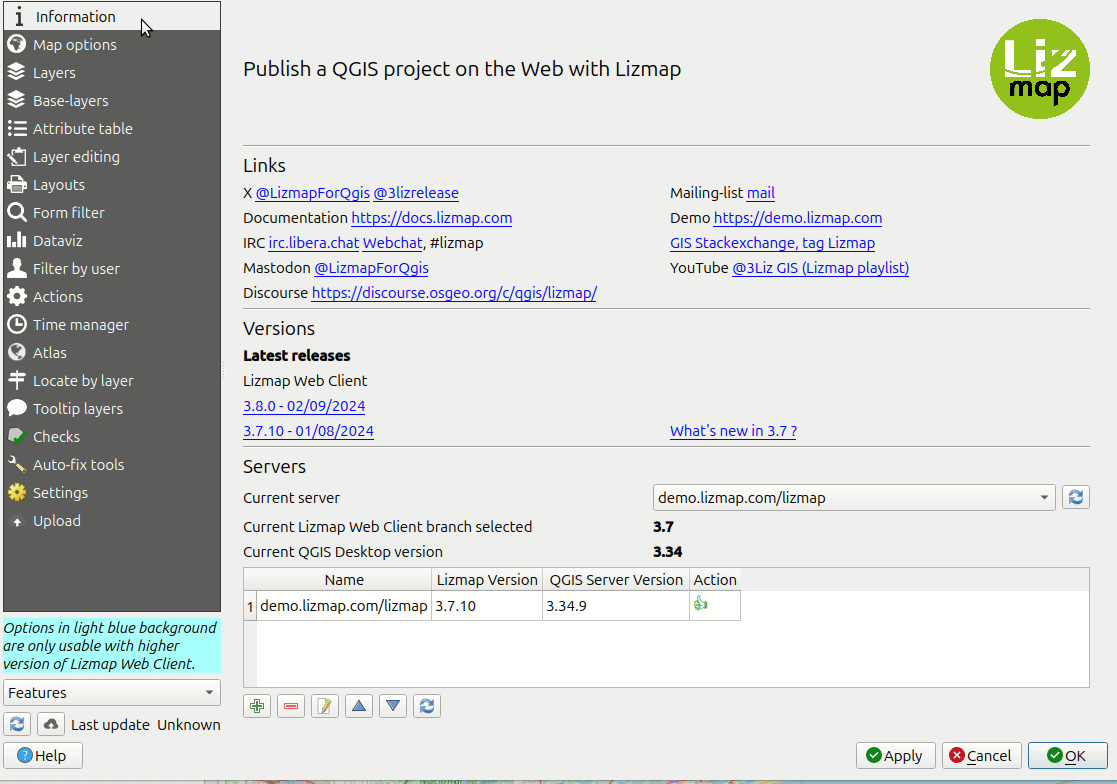 Information
Map options
Layers
Base-layers
Attribute table
Layer editing
Layouts
Form filter
Dataviz
Filter by user
Actions
Time manager
Atlas
Locate by layer
Tooltip layers
Checks
Auto-fix tools
Settings
Upload
Options in light blue background
are only usable with higher
version of Lizmap Web Client.
Features
Last update Unknown
Help
Publish a QGIS project on the Web with Lizmap
Liz
map
Links
X @LizmapForQgis @3lizrelease
Mailing-list mail
Documentation https://docs.lizmap.com
Demo https://demo.lizmap.com
IRC irc.libera.chat Webchat, #lizmap
GIS Stackexchange, tag Lizmap
Mastodon @LizmapForQgis
YouTube @3Liz GIS (Lizmap playlist)
Discourse https://discourse.osgeo.org/c/qgis/lizmap/
Versions
Latest releases
Lizmap Web Client
3.8.0 - 02/09/2024
3.7.10 - 01/08/2024
What's new in 3.7 ?
Servers
Current server demo.lizmap.com/lizmap
Current Lizmap Web Client branch selected 3.7
Current QGIS Desktop version 3.34
Name Lizmap Version QGIS Server Version Action
1 demo.lizmap.com/lizmap 3.7.10 3.34.9
Apply Cancel OK
National